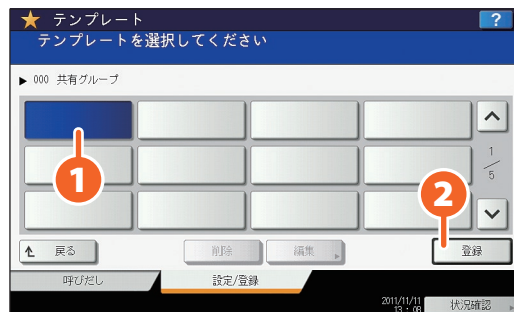 テンプレート
?
テンプレートを選択してください
000 共有グループ
1
2
1/5
戻る
削除
編集
登録
呼びだし
設定/登録
2011/11/11
13:08
状況確認